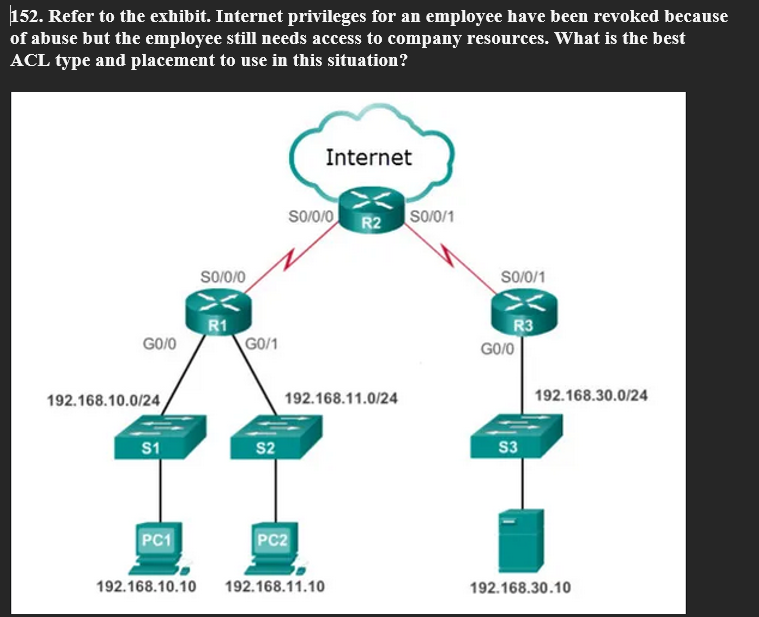 152. Refer to the exhibit. Internet privileges for an employee have been revoked because
of abuse but the employee still needs access to company resources. What is the best
ACL type and placement to use in this situation?
Internet
S0/0/0
R2
S0/0/1
S0/0/0
S0/0/1
R1
R3
G0/0
G0/1
G0/0
192.168.10.0/24
192.168.11.0/24
192.168.30.0/24
S1
S2
S3
PC1
PC2
192.168.10.10
192.168.11.10
192.168.30.10